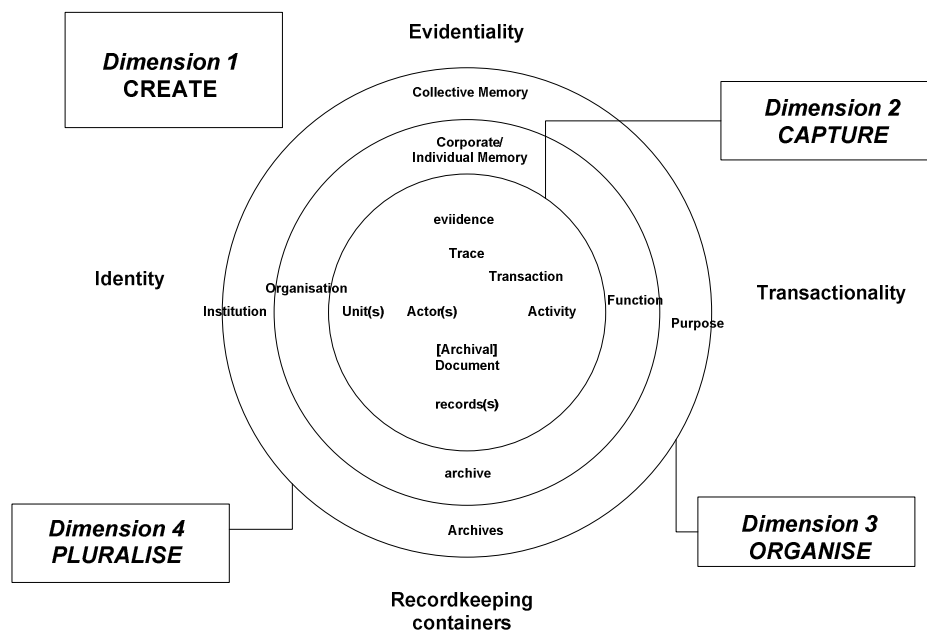 Evidentiality
Dimension 1
CREATE
Collective Memory
Dimension 2
CAPTURE
Corporate/
Individual Memory
eviidence
Trace
Transaction
Identity
Organisation
Institution
Unit(s)
Actor(s)
Activity
Function
Purpose
Transactionality
[Archival]
Document
records(s)
archive
Archives
Dimension 4
PLURALISE
Dimension 3
ORGANISE
Recordkeeping
containers